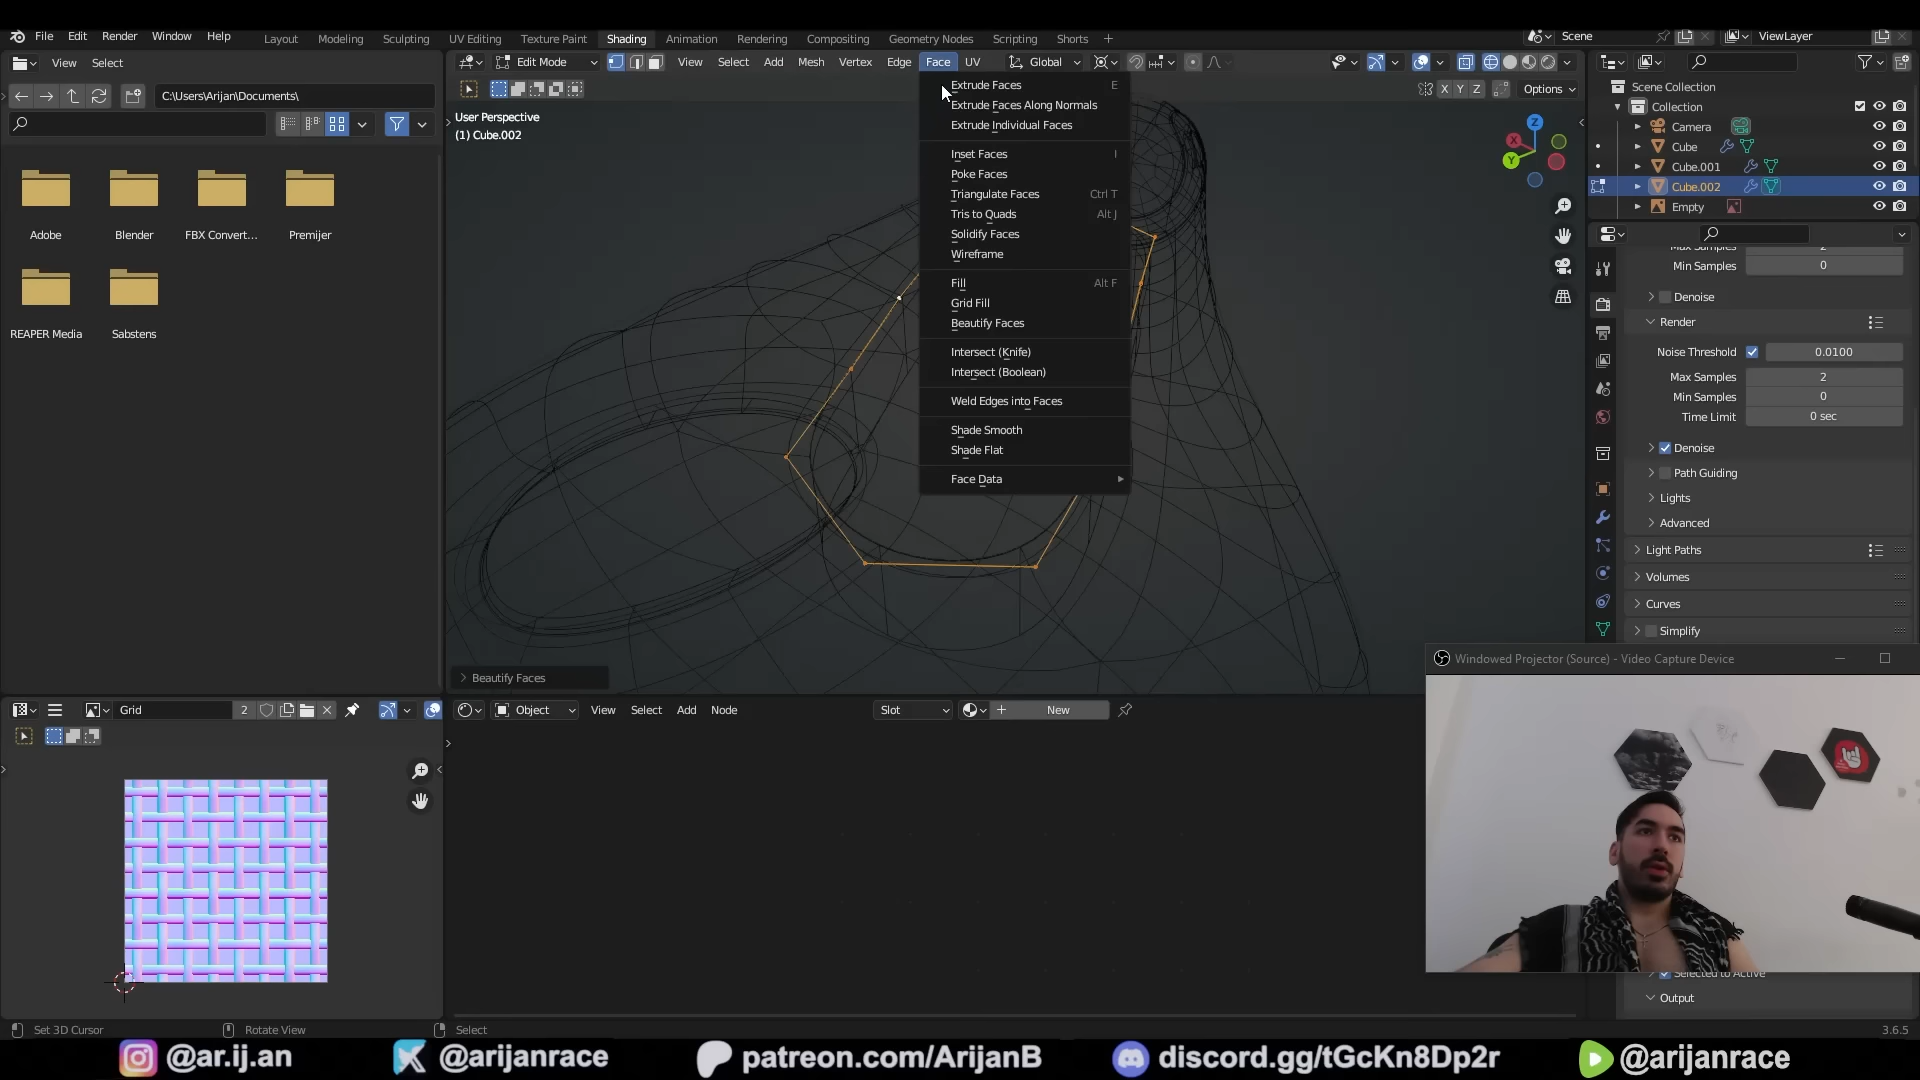 File Edit Render Window Help
Layout Modeling Sculpting UV Editing Texture Paint Shading Animation Rendering Compositing Geometry Nodes Scripting Shorts +
Scene
ViewLayer
View Select
C:\Users\Arijan\Documents\
Adobe Blender FBX Convert... Premijer
REAPER Media Sabstens
Edit Mode View Select Add Mesh Vertex Edge Face UV Global
X Y Z Options
User Perspective
(1) Cube.002
Extrude Faces E
Extrude Faces Along Normals
Extrude Individual Faces
Inset Faces I
Poke Faces
Triangulate Faces Ctrl T
Tris to Quads Alt J
Solidify Faces
Wireframe
Fill Alt F
Grid Fill
Beautify Faces
Intersect (Knife)
Intersect (Boolean)
Weld Edges into Faces
Shade Smooth
Shade Flat
Face Data
Z
X
Y
Beautify Faces
Scene Collection
Collection
Camera
Cube
Cube.001
Cube.002
Empty
Max Samples 2
Min Samples 0
Denoise
Render
Noise Threshold 0.0100
Max Samples 2
Min Samples 0
Time Limit 0 sec
Denoise
Path Guiding
Lights
Advanced
Light Paths
Volumes
Curves
Simplify
Windowed Projector (Source) - Video Capture Device
Selected to Active
Output
Grid 2
Object View Select Add Node Slot New
Set 3D Cursor Rotate View Select 3.6.5
@ar.ij.an @arijanrace patreon.com/ArijanB discord.gg/tGcKn8Dp2r @arijanrace